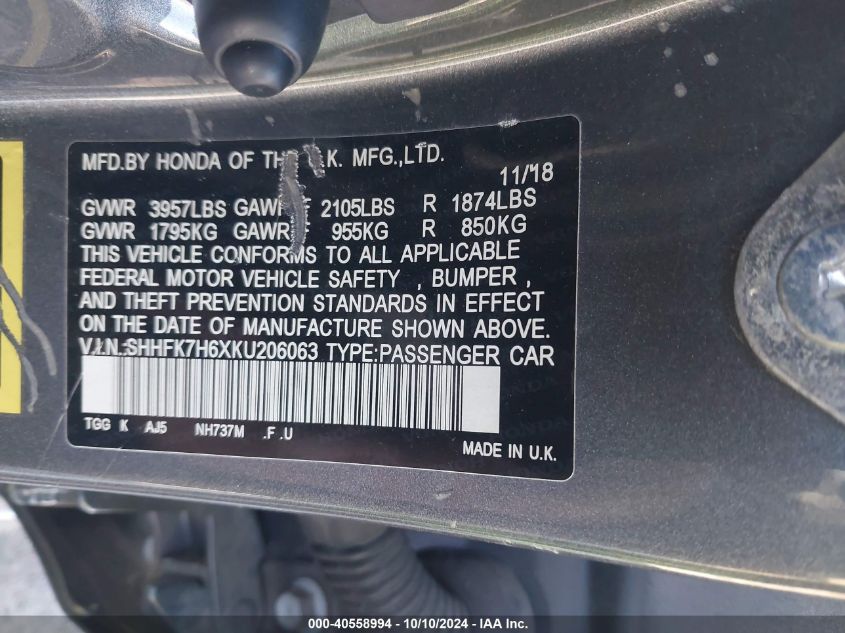 MFD.BY HONDA OF THE U.K. MFG.,LTD.
11/18
GVWR 3957LBS GAWR F 2105LBS R 1874LBS
GVWR 1795KG GAWR F 955KG R 850KG
THIS VEHICLE CONFORMS TO ALL APPLICABLE
FEDERAL MOTOR VEHICLE SAFETY , BUMPER ,
AND THEFT PREVENTION STANDARDS IN EFFECT
ON THE DATE OF MANUFACTURE SHOWN ABOVE.
V.I.N.SHHFK7H6XKU206063 TYPE:PASSENGER CAR
TGG K AJ5 NH737M .F .U
MADE IN U.K.
000-40558994 - 10/10/2024 - IAA Inc.